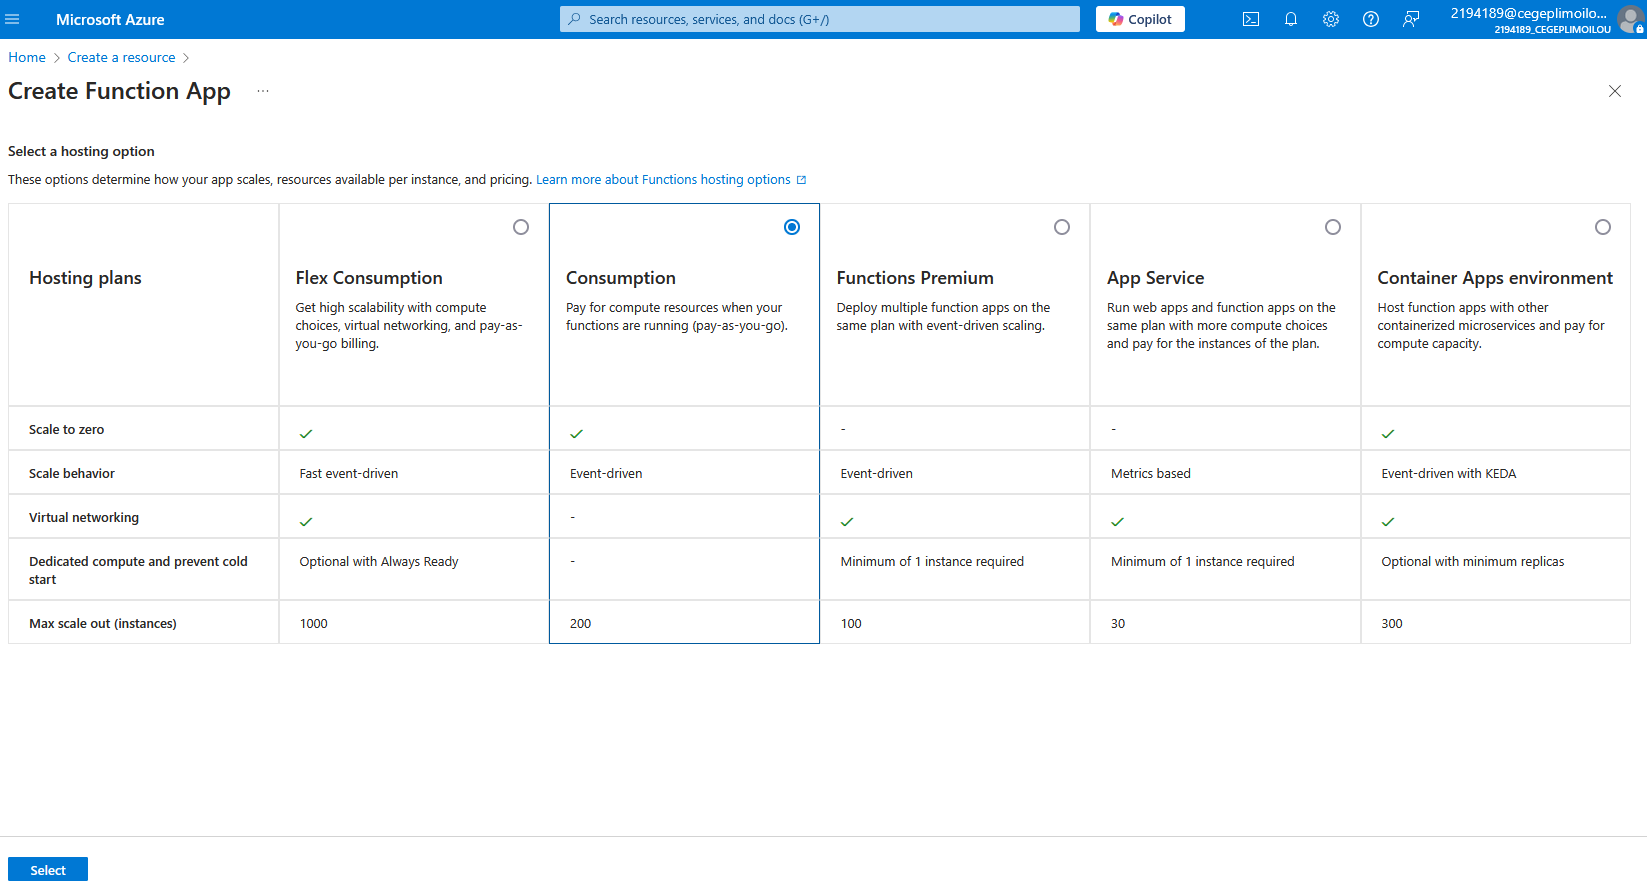 Microsoft Azure
Search resources, services, and docs (G+/)
Copilot
2194189@cegeplimoilo...
2194189_CEGEPLIMOILOU
Home > Create a resource >
Create Function App ...
Select a hosting option
These options determine how your app scales, resources available per instance, and pricing. Learn more about Functions hosting options
Hosting plans
Flex Consumption
Get high scalability with compute
choices, virtual networking, and pay-as-
you-go billing.
Consumption
Pay for compute resources when your
functions are running (pay-as-you-go).
Functions Premium
Deploy multiple function apps on the
same plan with event-driven scaling.
App Service
Run web apps and function apps on the
same plan with more compute choices
and pay for the instances of the plan.
Container Apps environment
Host function apps with other
containerized microservices and pay for
compute capacity.
Scale to zero ✓ ✓ - - ✓
Scale behavior Fast event-driven Event-driven Event-driven Metrics based Event-driven with KEDA
Virtual networking ✓ - ✓ ✓ ✓
Dedicated compute and prevent cold
start
Optional with Always Ready - Minimum of 1 instance required Minimum of 1 instance required Optional with minimum replicas
Max scale out (instances) 1000 200 100 30 300
Select